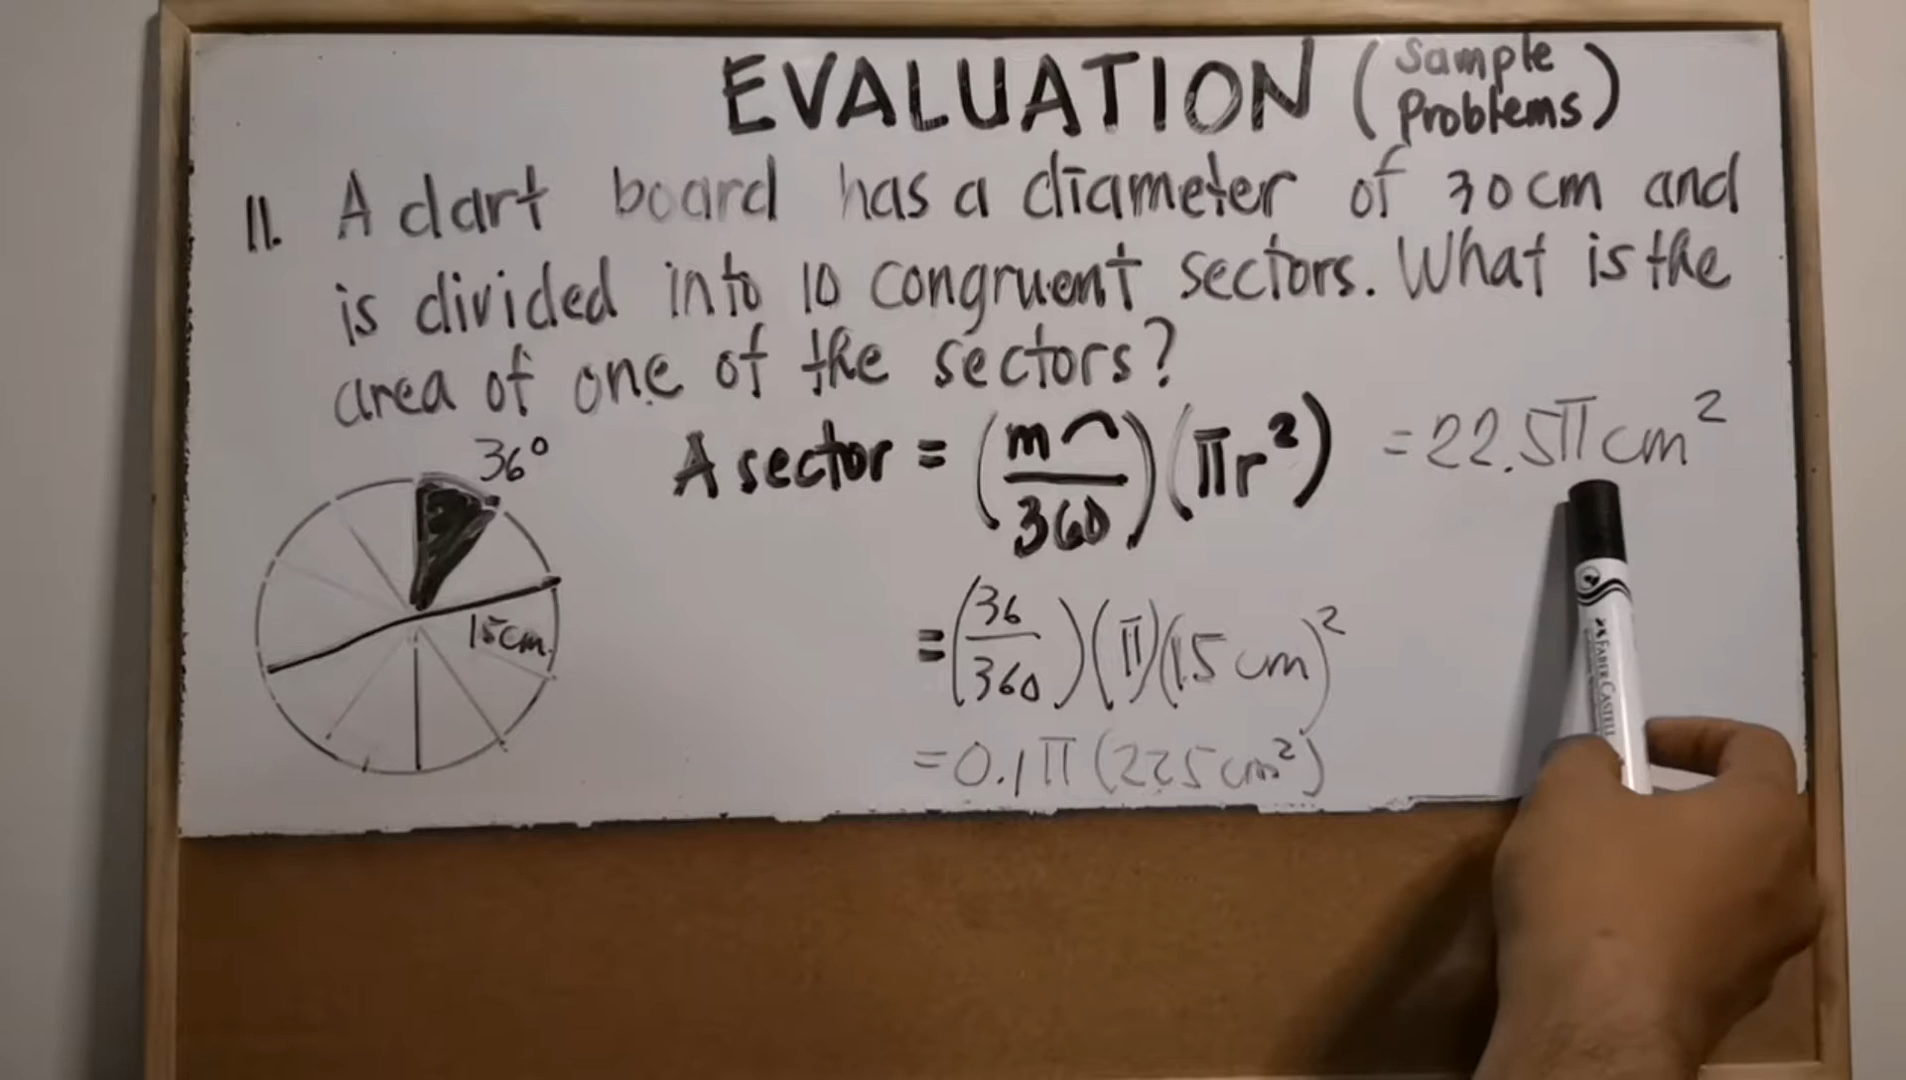 EVALUATION (Sample Problems)
11. A dart board has a diameter of 30cm and
is divided into 10 congruent sectors. What is the
area of one of the sectors?
36°
15cm
A sector = (m⌒/360)(πr²) = 22.5π cm²
= (36/360)(π)(15 cm)²
= 0.1π (225 cm²)
FABER CASTELL